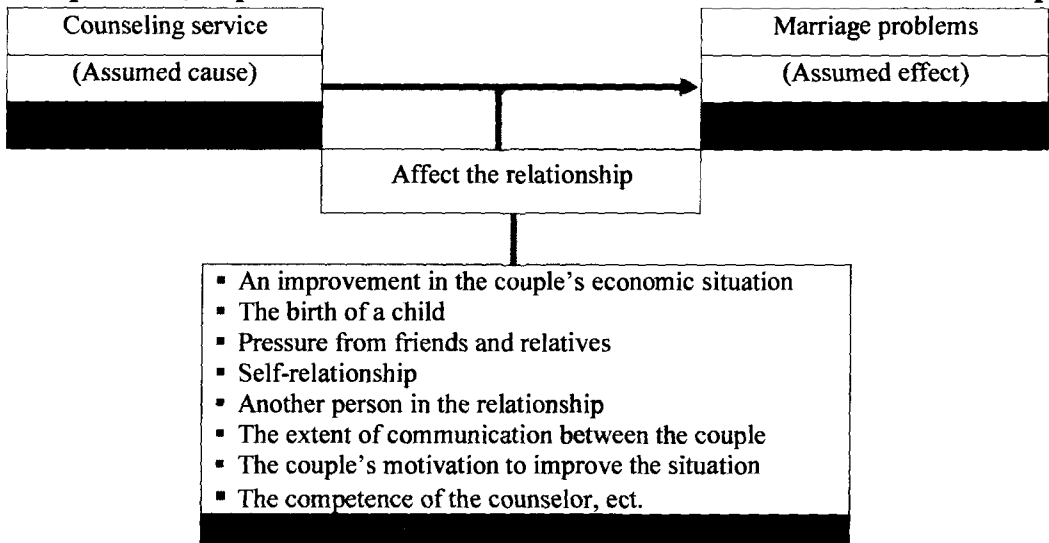 Counseling service
Marriage problems
(Assumed cause)
(Assumed effect)
Affect the relationship
▪ An improvement in the couple's economic situation
▪ The birth of a child
▪ Pressure from friends and relatives
▪ Self-relationship
▪ Another person in the relationship
▪ The extent of communication between the couple
▪ The couple's motivation to improve the situation
▪ The competence of the counselor, ect.